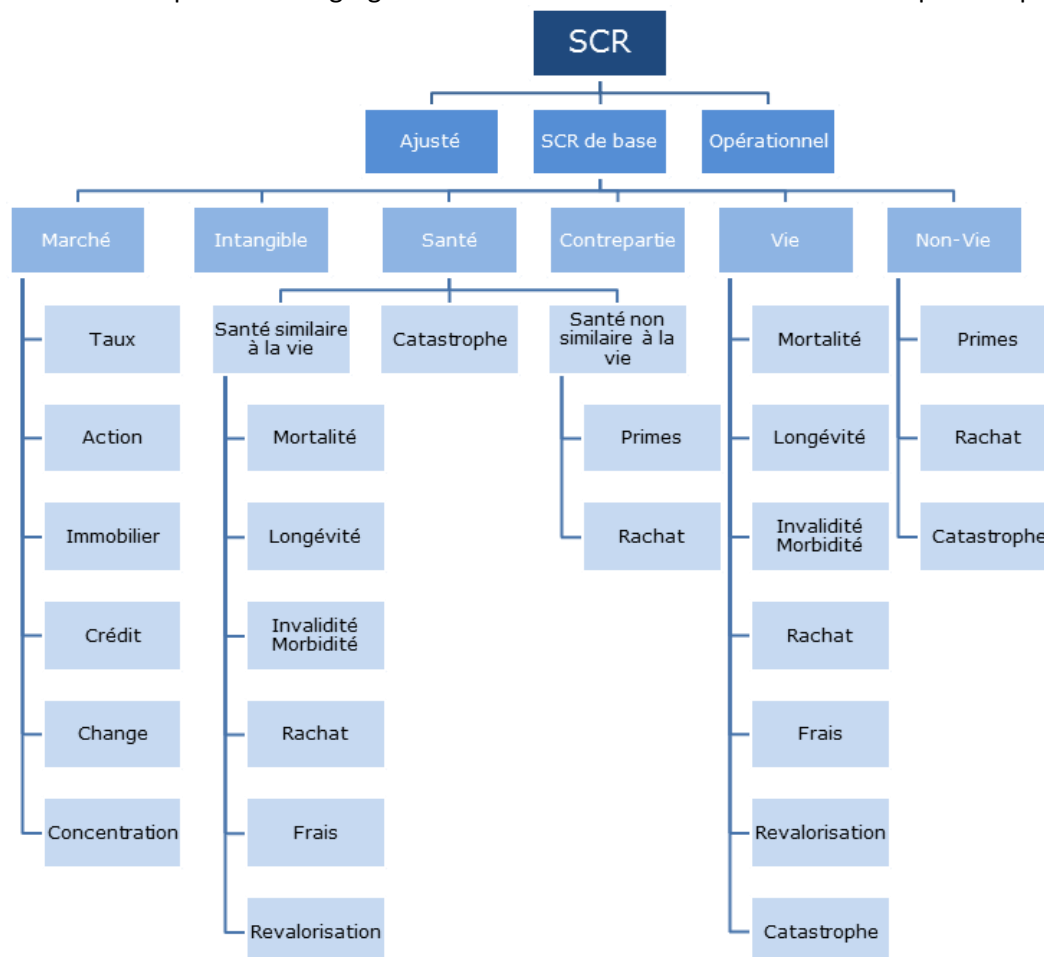 SCR
Ajusté
SCR de base
Opérationnel
Marché
Intangible
Santé
Contrepartie
Vie
Non-Vie
Taux
Action
Immobilier
Crédit
Change
Concentration
Santé similaire
à la vie
Mortalité
Longévité
Invalidité
Morbidité
Rachat
Frais
Revalorisation
Catastrophe
Santé non
similaire à la
vie
Primes
Rachat
Mortalité
Longévité
Invalidité
Morbidité
Rachat
Frais
Revalorisation
Catastrophe
Primes
Rachat
Catastrophe